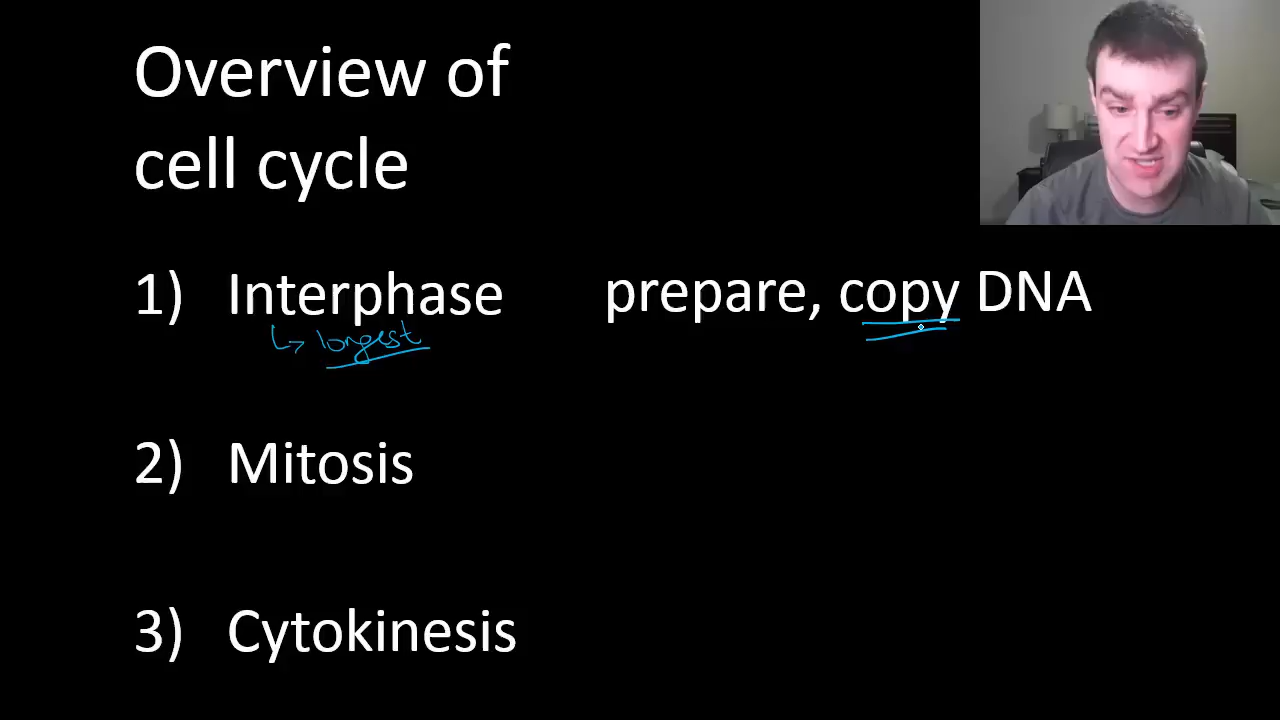 Overview of
cell cycle
1) Interphase prepare, copy DNA
↳ longest
2) Mitosis
3) Cytokinesis